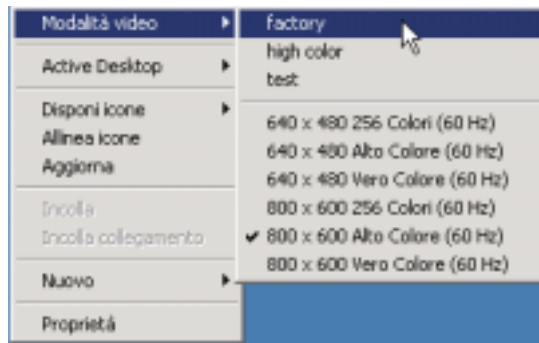 Modalità video
Active Desktop
Disponi icone
Allinea icone
Aggiorna
Incolla
Incolla collegamento
Nuovo
Proprietà
factory
high color
test
640 x 480 256 Colori (60 Hz)
640 x 480 Alto Colore (60 Hz)
640 x 480 Vero Colore (60 Hz)
800 x 600 256 Colori (60 Hz)
800 x 600 Alto Colore (60 Hz)
800 x 600 Vero Colore (60 Hz)